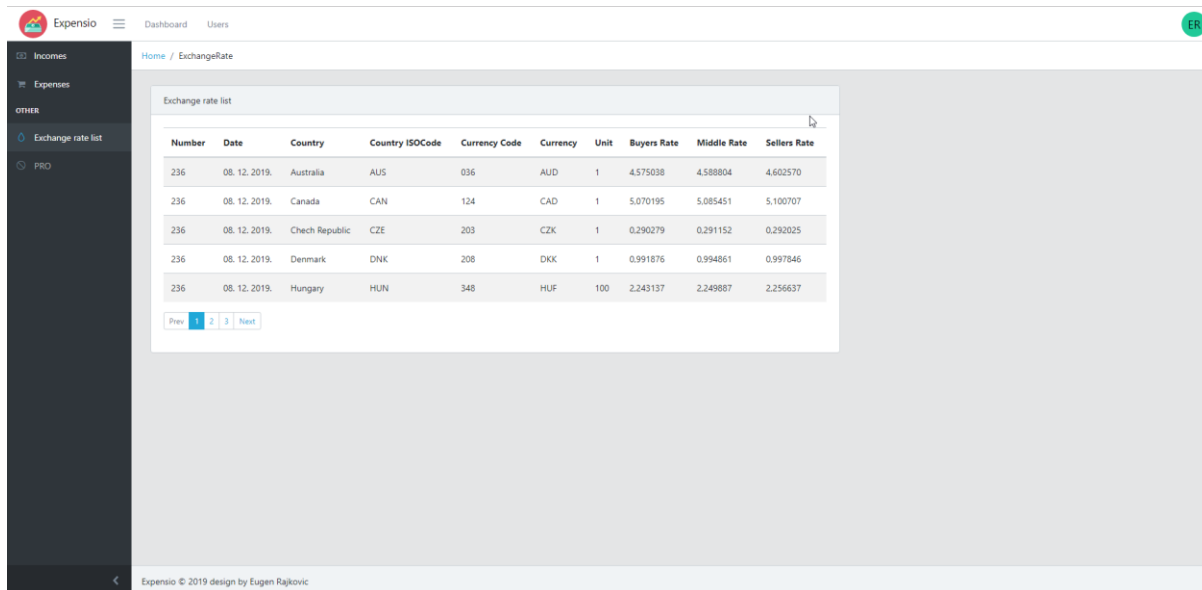 Expensio Dashboard Users ER
Incomes
Expenses
OTHER
Exchange rate list
PRO
Home / ExchangeRate
Exchange rate list
Number Date Country Country ISOCode Currency Code Currency Unit Buyers Rate Middle Rate Sellers Rate
236 08. 12. 2019. Australia AUS 036 AUD 1 4,575038 4,588804 4,602570
236 08. 12. 2019. Canada CAN 124 CAD 1 5,070195 5,085451 5,100707
236 08. 12. 2019. Chech Republic CZE 203 CZK 1 0,290279 0,291152 0,292025
236 08. 12. 2019. Denmark DNK 208 DKK 1 0,991876 0,994861 0,997846
236 08. 12. 2019. Hungary HUN 348 HUF 100 2,243137 2,249887 2,256637
Prev 1 2 3 Next
Expensio © 2019 design by Eugen Rajkovic